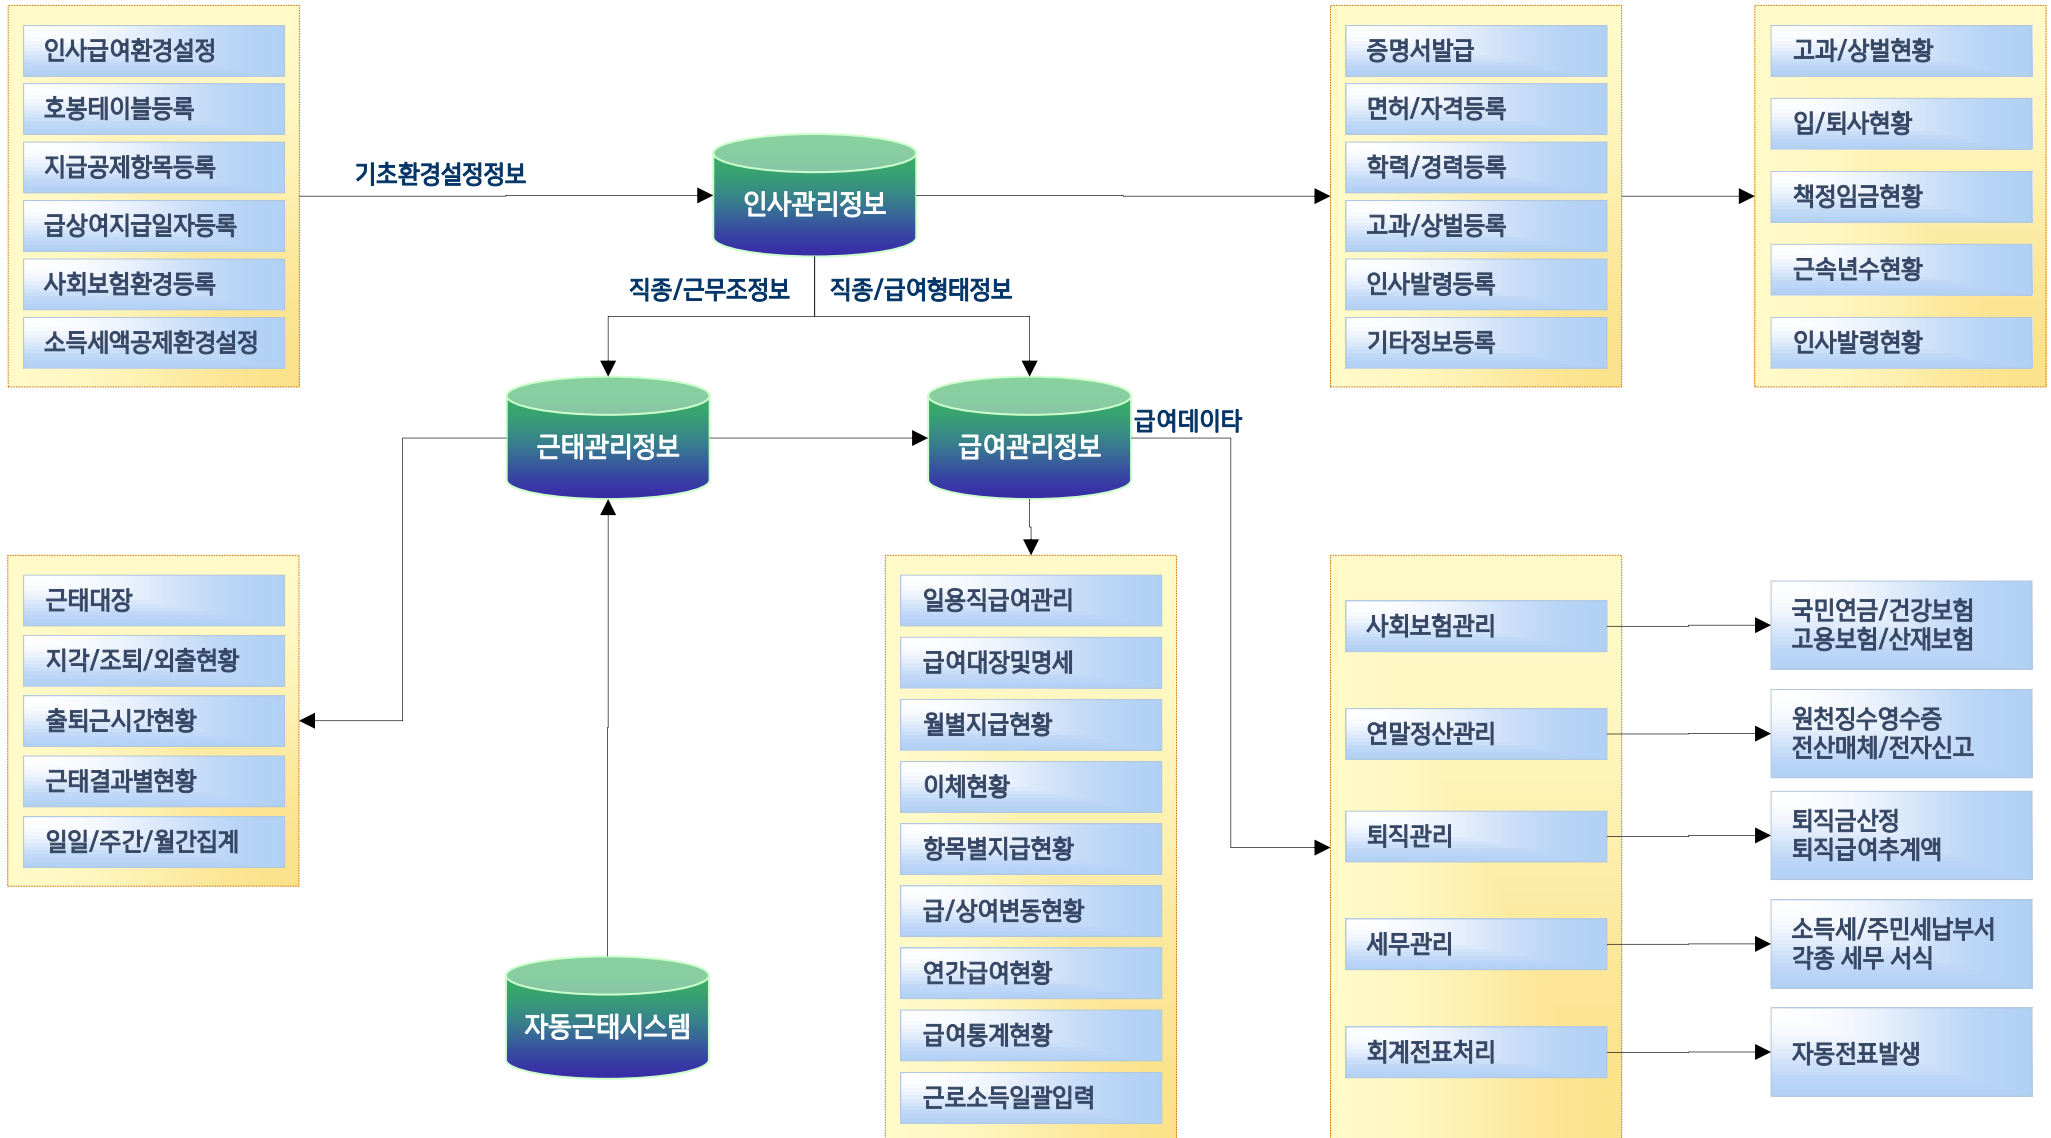 인사급여환경설정
호봉테이블등록
지급공제항목등록
급상여지급일자등록
사회보험환경등록
소득세액공제환경설정
기초환경설정정보
인사관리정보
직종/근무조정보
직종/급여형태정보
증명서발급
면허/자격등록
학력/경력등록
고과/상벌등록
인사발령등록
기타정보등록
고과/상벌현황
입/퇴사현황
책정임금현황
근속년수현황
인사발령현황
근태관리정보
급여관리정보
급여데이타
근태대장
지각/조퇴/외출현황
출퇴근시간현황
근태결과별현황
일일/주간/월간집계
자동근태시스템
일용직급여관리
급여대장및명세
월별지급현황
이체현황
항목별지급현황
급/상여변동현황
연간급여현황
급여통계현황
근로소득일괄입력
사회보험관리
연말정산관리
퇴직관리
세무관리
회계전표처리
국민연금/건강보험
고용보험/산재보험
원천징수영수증
전산매체/전자신고
퇴직금산정
퇴직급여추계액
소득세/주민세납부서
각종 세무 서식
자동전표발생